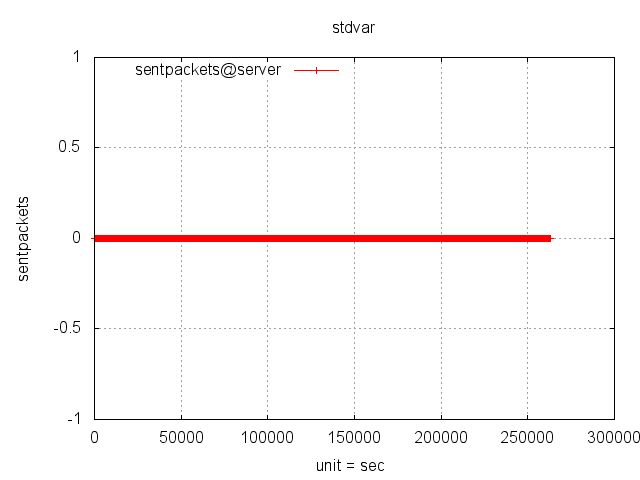 stdvar
sentpackets@server
1
0.5
0
-0.5
-1
sentpackets
0 50000 100000 150000 200000 250000 300000
unit = sec